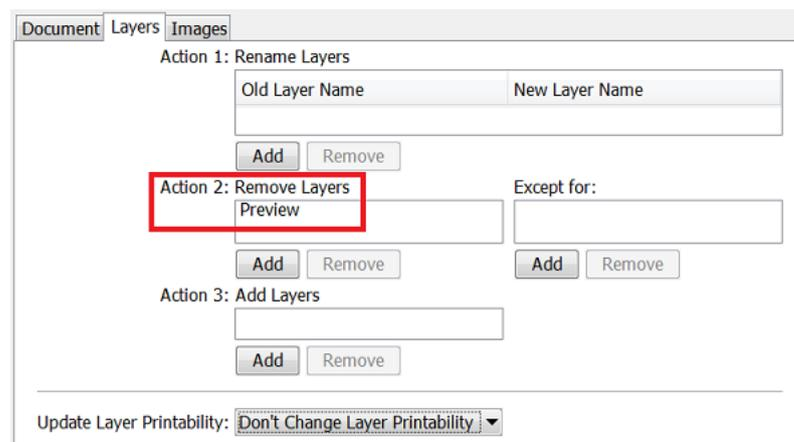 Document Layers Images
Action 1: Rename Layers
Old Layer Name New Layer Name
Add Remove
Action 2: Remove Layers Except for:
Preview
Add Remove Add Remove
Action 3: Add Layers
Add Remove
Update Layer Printability: Don't Change Layer Printability